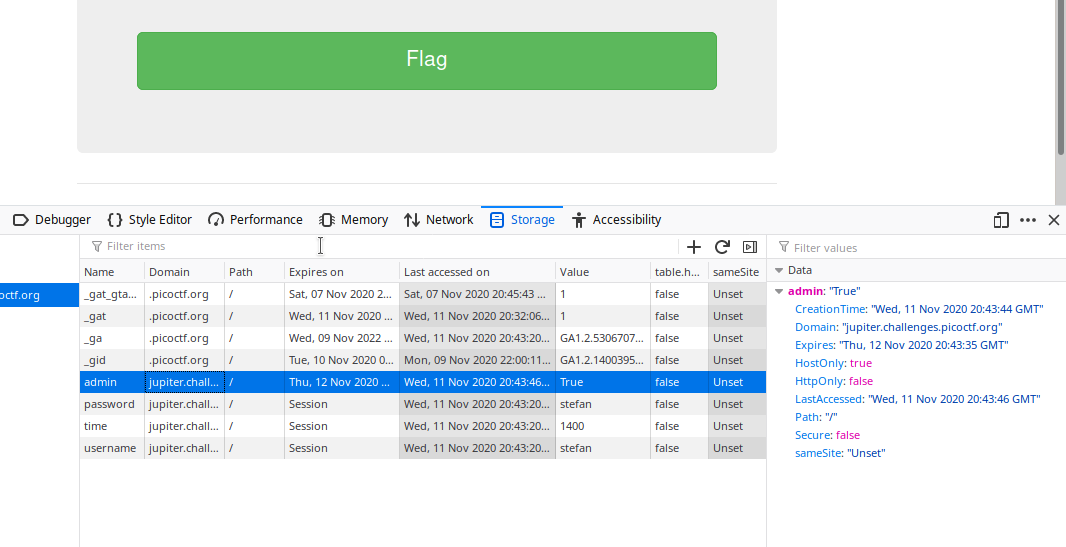 Flag
Debugger Style Editor Performance Memory Network Storage Accessibility
Filter items
Filter values
Name Domain Path Expires on Last accessed on Value table.h... sameSite
Data
octf.org
_gat_gta... .picoctf.org / Sat, 07 Nov 2020 2... Sat, 07 Nov 2020 20:45:43 ... 1 false Unset
_gat .picoctf.org / Wed, 11 Nov 2020 ... Wed, 11 Nov 2020 20:32:06... 1 false Unset
_ga .picoctf.org / Wed, 09 Nov 2022 ... Wed, 11 Nov 2020 20:43:20... GA1.2.5306707... false Unset
_gid .picoctf.org / Tue, 10 Nov 2020 0... Mon, 09 Nov 2020 22:00:11... GA1.2.1400395... false Unset
admin jupiter.chall... / Thu, 12 Nov 2020 ... Wed, 11 Nov 2020 20:43:46... True false Unset
password jupiter.chall... / Session Wed, 11 Nov 2020 20:43:20... stefan false Unset
time jupiter.chall... / Session Wed, 11 Nov 2020 20:43:20... 1400 false Unset
username jupiter.chall... / Session Wed, 11 Nov 2020 20:43:20... stefan false Unset
admin: "True"
CreationTime: "Wed, 11 Nov 2020 20:43:44 GMT"
Domain: "jupiter.challenges.picoctf.org"
Expires: "Thu, 12 Nov 2020 20:43:35 GMT"
HostOnly: true
HttpOnly: false
LastAccessed: "Wed, 11 Nov 2020 20:43:46 GMT"
Path: "/"
Secure: false
sameSite: "Unset"